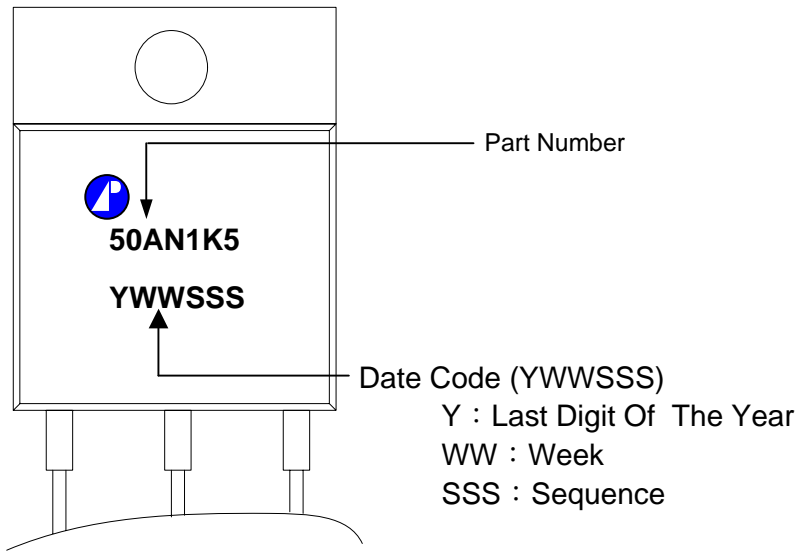 Part Number
50AN1K5
YWWSSS
Date Code (YWWSSS)
Y：Last Digit Of The Year
WW：Week
SSS：Sequence